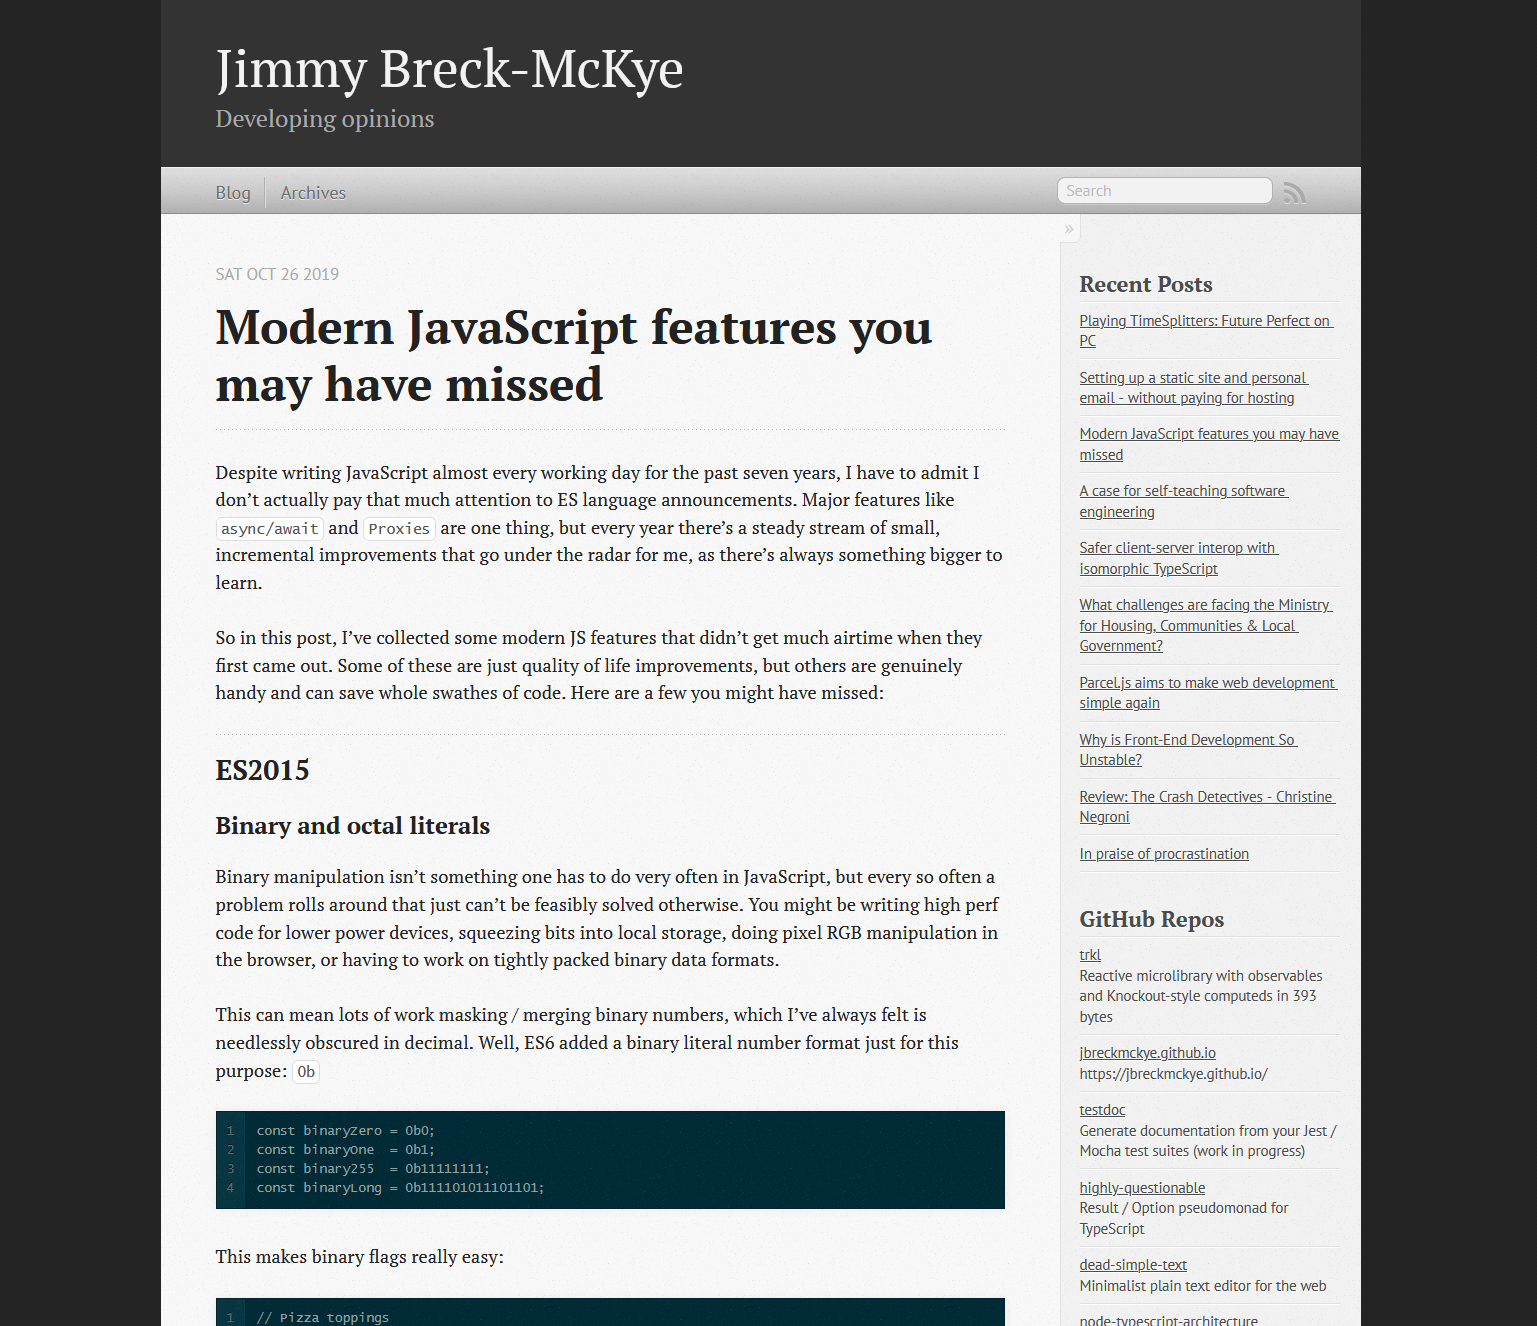 Jimmy Breck-McKye
Developing opinions
Blog
Archives
Search
»
SAT OCT 26 2019
Modern JavaScript features you
may have missed
Despite writing JavaScript almost every working day for the past seven years, I have to admit I
don’t actually pay that much attention to ES language announcements. Major features like
async/await and Proxies are one thing, but every year there’s a steady stream of small,
incremental improvements that go under the radar for me, as there’s always something bigger to
learn.
So in this post, I’ve collected some modern JS features that didn’t get much airtime when they
first came out. Some of these are just quality of life improvements, but others are genuinely
handy and can save whole swathes of code. Here are a few you might have missed:
ES2015
Binary and octal literals
Binary manipulation isn’t something one has to do very often in JavaScript, but every so often a
problem rolls around that just can’t be feasibly solved otherwise. You might be writing high perf
code for lower power devices, squeezing bits into local storage, doing pixel RGB manipulation in
the browser, or having to work on tightly packed binary data formats.
This can mean lots of work masking / merging binary numbers, which I’ve always felt is
needlessly obscured in decimal. Well, ES6 added a binary literal number format just for this
purpose: 0b
1 const binaryZero = 0b0;
2 const binaryOne  = 0b1;
3 const binary255  = 0b11111111;
4 const binaryLong = 0b111101011101101;
This makes binary flags really easy:
1 // Pizza toppings
Recent Posts
Playing TimeSplitters: Future Perfect on
PC
Setting up a static site and personal
email - without paying for hosting
Modern JavaScript features you may have
missed
A case for self-teaching software
engineering
Safer client-server interop with
isomorphic TypeScript
What challenges are facing the Ministry
for Housing, Communities & Local
Government?
Parcel.js aims to make web development
simple again
Why is Front-End Development So
Unstable?
Review: The Crash Detectives - Christine
Negroni
In praise of procrastination
GitHub Repos
trkl
Reactive microlibrary with observables
and Knockout-style computeds in 393
bytes
jbreckmckye.github.io
https://jbreckmckye.github.io/
testdoc
Generate documentation from your Jest /
Mocha test suites (work in progress)
highly-questionable
Result / Option pseudomonad for
TypeScript
dead-simple-text
Minimalist plain text editor for the web
node-typescript-architecture